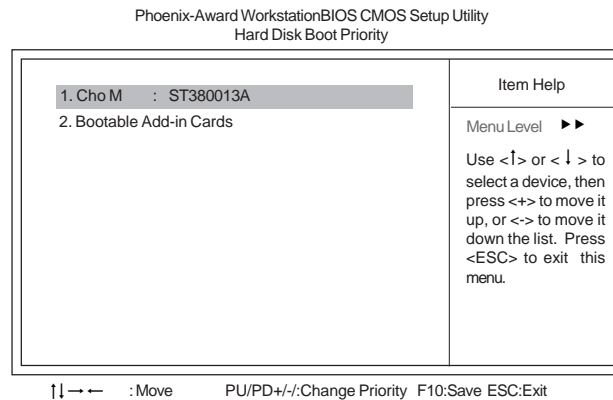 Phoenix-Award WorkstationBIOS CMOS Setup Utility
Hard Disk Boot Priority
1. Cho M : ST380013A
2. Bootable Add-in Cards
Item Help
Menu Level ►►
Use <↑> or < ↓ > to
select a device, then
press <+> to move it
up, or <-> to move it
down the list. Press
<ESC> to exit this
menu.
↑↓→← : Move PU/PD+/-/:Change Priority F10:Save ESC:Exit